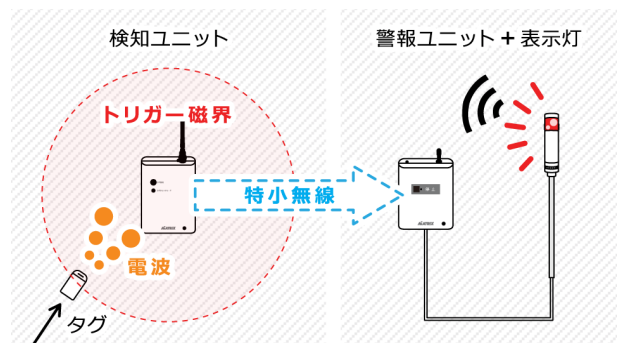 検知ユニット
警報ユニット + 表示灯
トリガー磁界
特小無線
電波
タグ